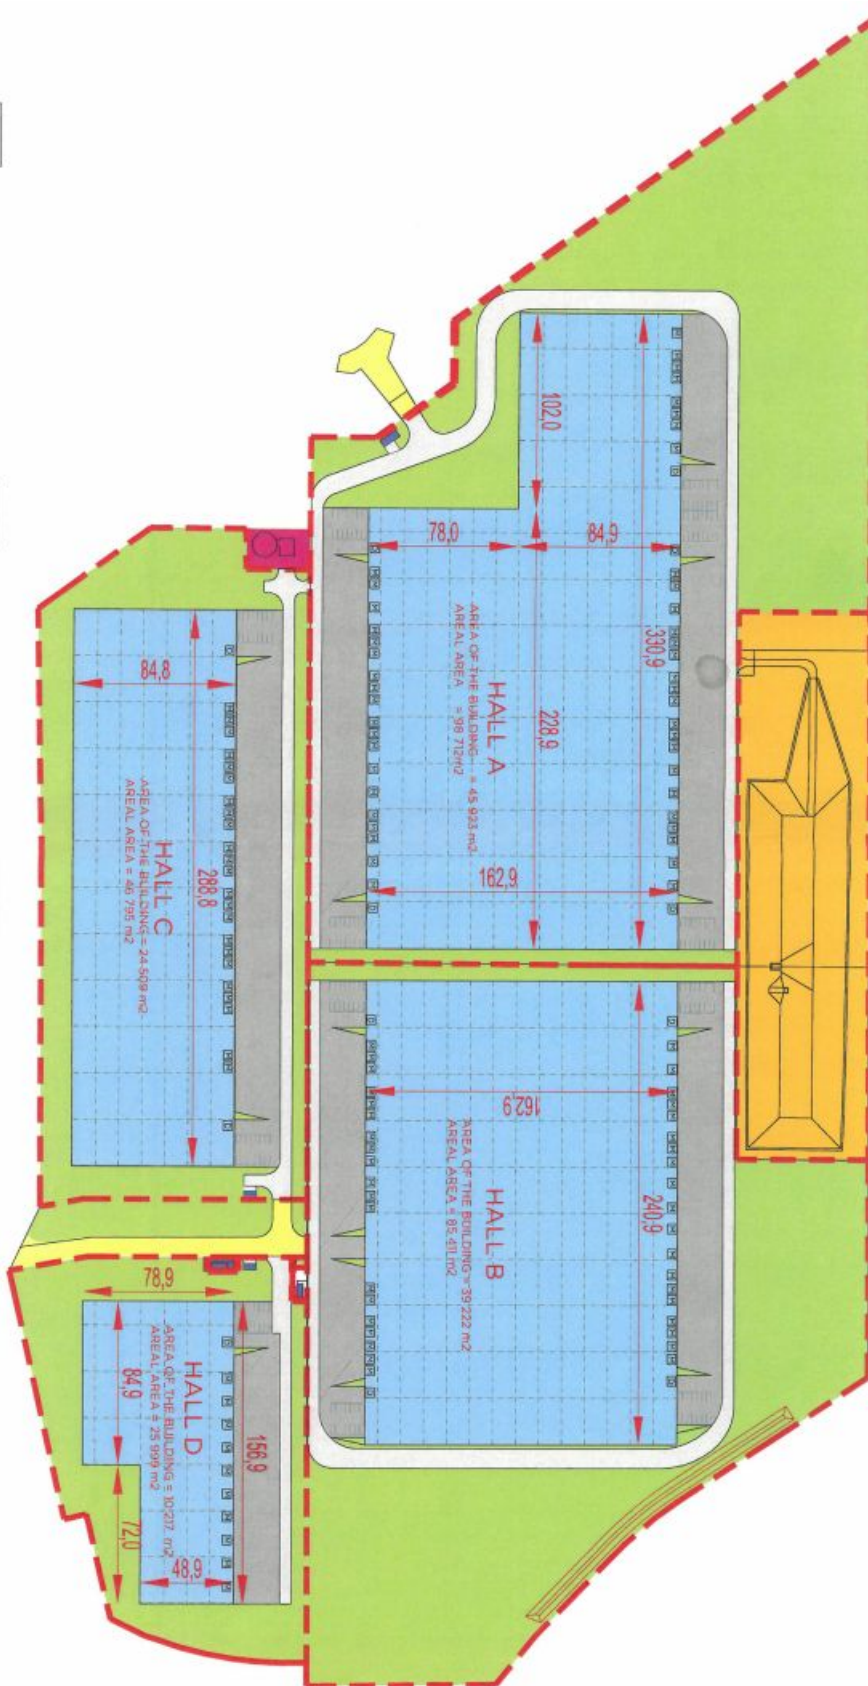 102,0
78,0
84,9
330,9
228,9
162,9
HALL A
AREA OF THE BUILDING = 45 923 m2
AREAL AREA = 98 712m2
84,8
288,8
HALL C
AREA OF THE BUILDING = 24 509 m2
AREAL AREA = 46 795 m2
162,9
240,9
HALL B
AREA OF THE BUILDING = 39 222 m2
AREAL AREA = 85 411 m2
78,9
84,9
156,9
72,0
48,9
HALL D
AREA OF THE BUILDING = 10 217 m2
AREAL AREA = 25 999 m2